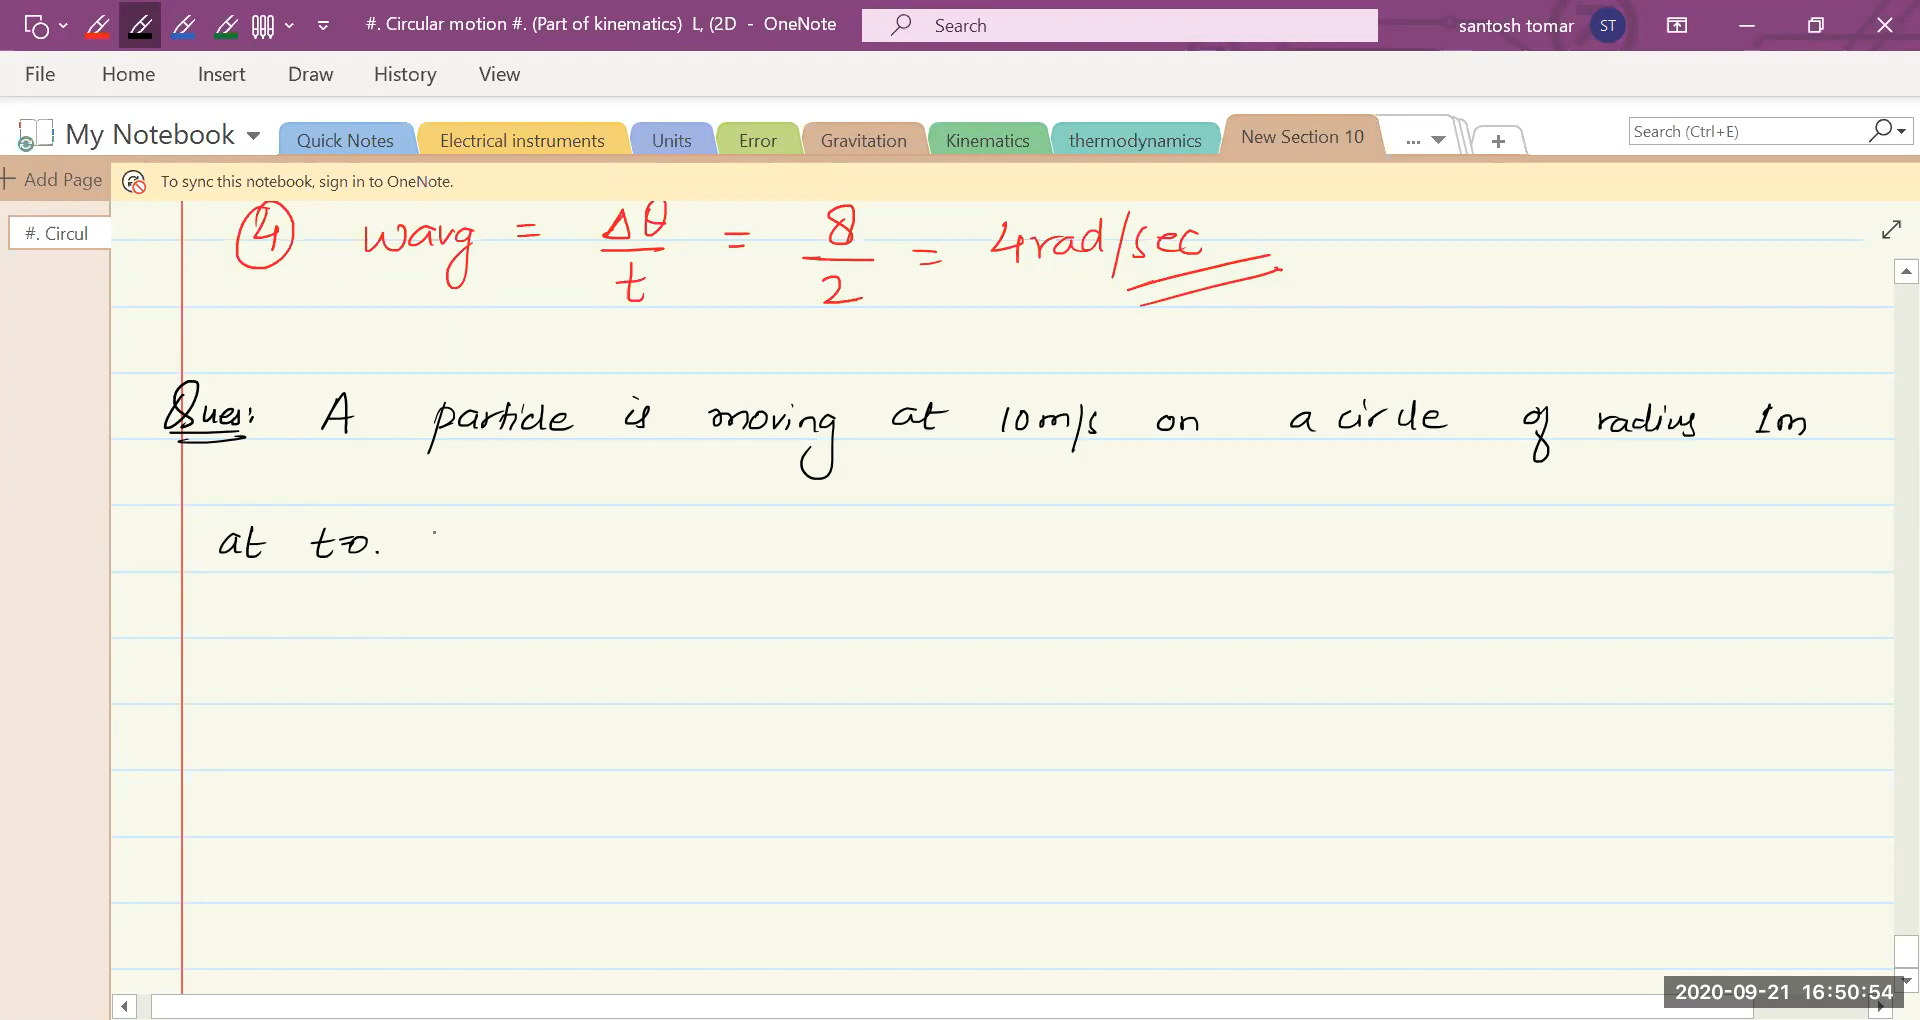 #. Circular motion #. (Part of kinematics) L, (2D - OneNote
Search
santosh tomar
ST
File Home Insert Draw History View
My Notebook
Quick Notes
Electrical instruments
Units
Error
Gravitation
Kinematics
thermodynamics
New Section 10
...
Search (Ctrl+E)
Add Page
To sync this notebook, sign in to OneNote.
#. Circul
④ wavg = Δθ/t = 8/2 = 4rad/sec
Ques: A particle is moving at 10m/s on a circle of radius 1m
at t=0.
2020-09-21 16:50:54